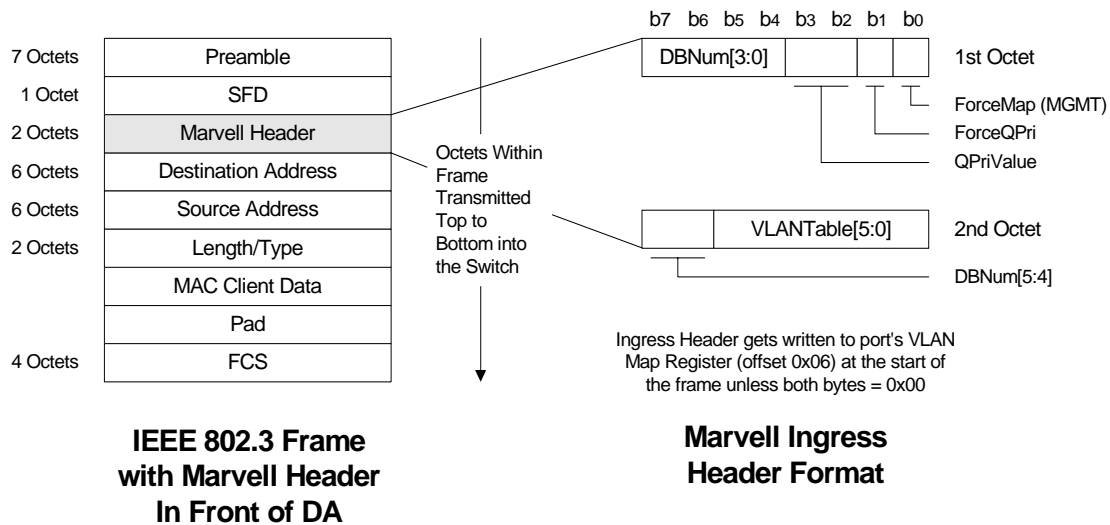 7 Octets
Preamble
1 Octet
SFD
2 Octets
Marvell Header
6 Octets
Destination Address
6 Octets
Source Address
2 Octets
Length/Type
MAC Client Data
Pad
4 Octets
FCS
IEEE 802.3 Frame
with Marvell Header
In Front of DA
Octets Within
Frame
Transmitted
Top to
Bottom into
the Switch
b7 b6 b5 b4 b3 b2 b1 b0
DBNum[3:0]
1st Octet
ForceMap (MGMT)
ForceQPri
QPriValue
VLANTable[5:0]
2nd Octet
DBNum[5:4]
Ingress Header gets written to port's VLAN
Map Register (offset 0x06) at the start of
the frame unless both bytes = 0x00
Marvell Ingress
Header Format